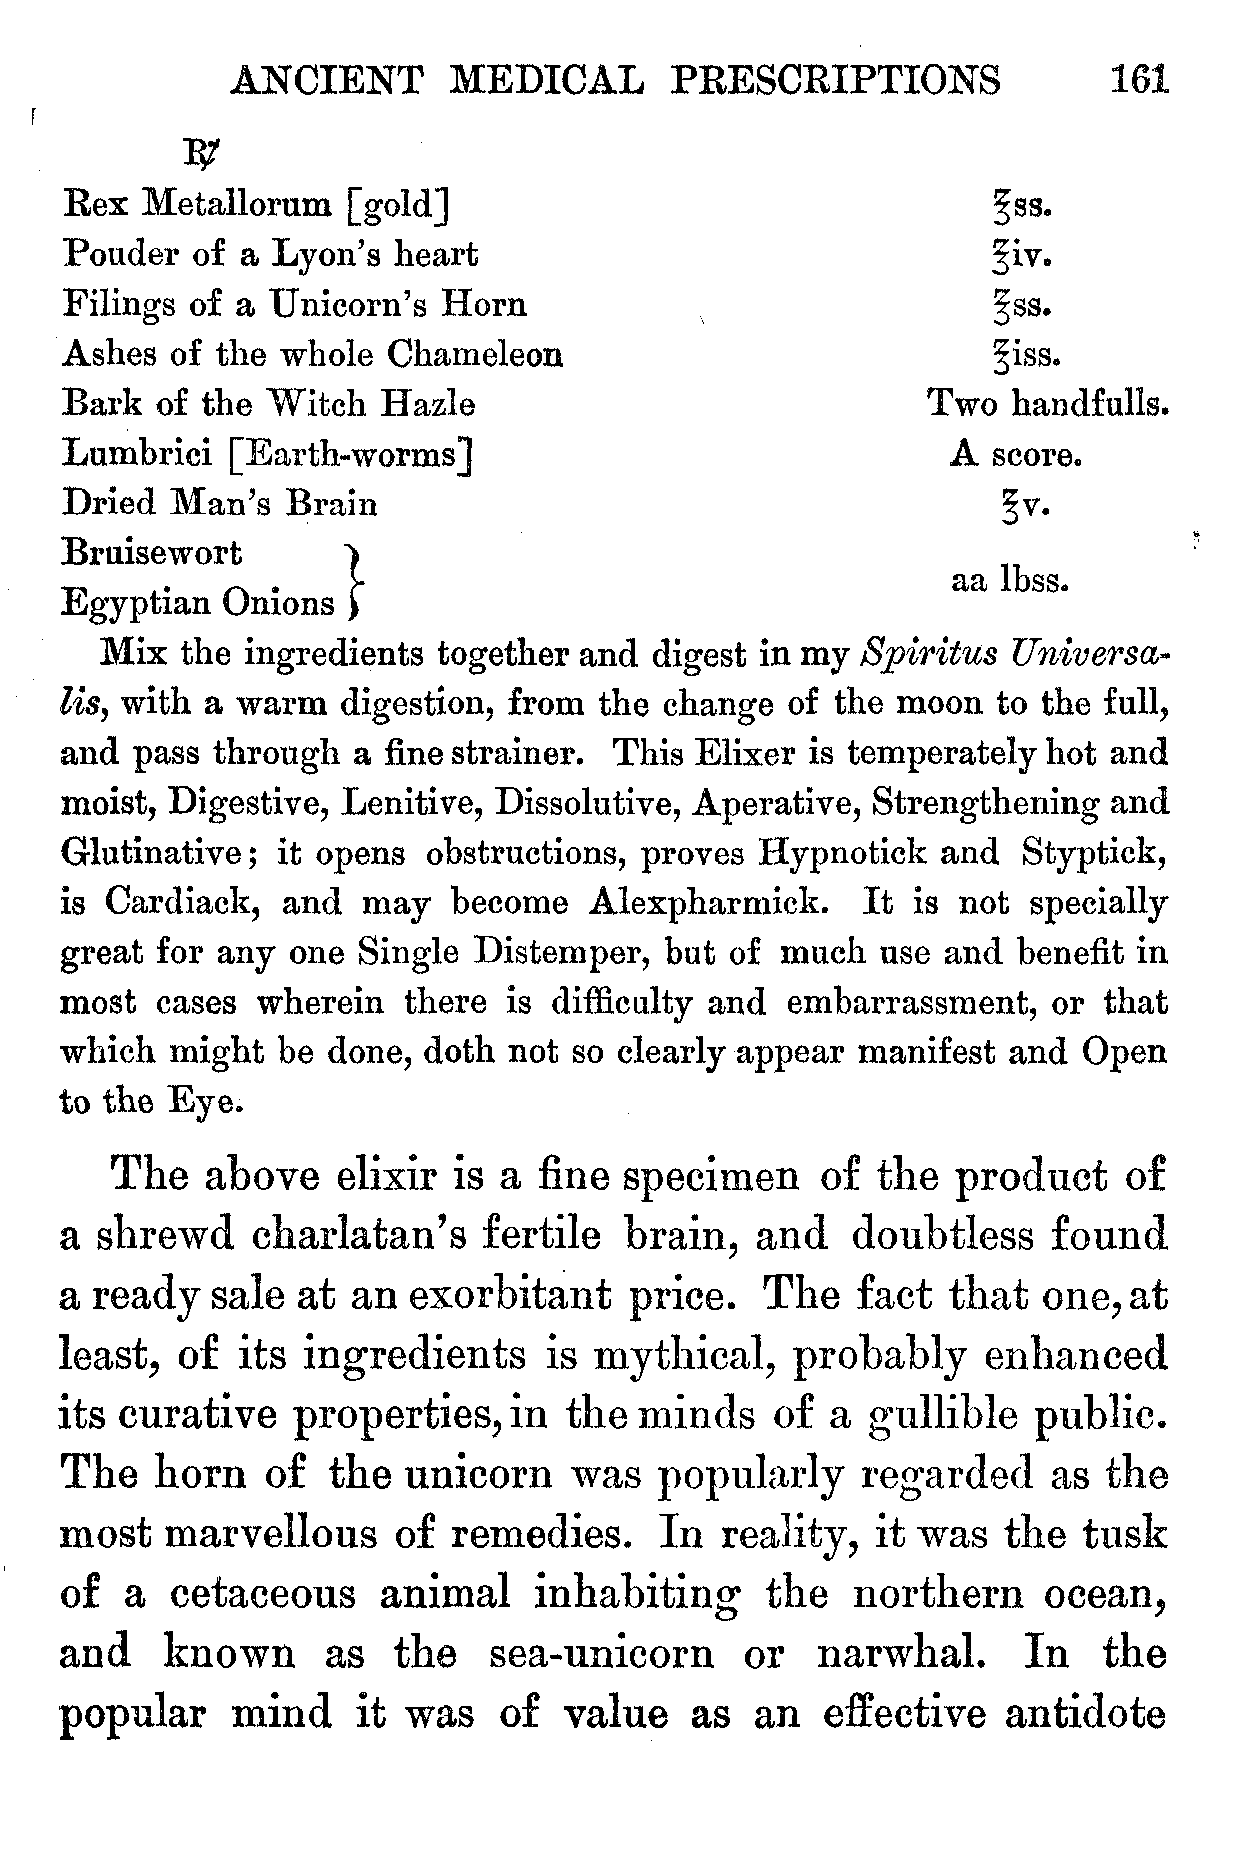 ANCIENT MEDICAL PRESCRIPTIONS 161
℞
Rex Metallorum [gold] ℥ss.
Pouder of a Lyon's heart ℥iv.
Filings of a Unicorn's Horn ℥ss.
Ashes of the whole Chameleon ℥iss.
Bark of the Witch Hazle Two handfulls.
Lumbrici [Earth-worms] A score.
Dried Man's Brain ℥v.
Bruisewort }
Egyptian Onions } aa lbss.
Mix the ingredients together and digest in my Spiritus Universa-
lis, with a warm digestion, from the change of the moon to the full,
and pass through a fine strainer. This Elixer is temperately hot and
moist, Digestive, Lenitive, Dissolutive, Aperative, Strengthening and
Glutinative; it opens obstructions, proves Hypnotick and Styptick,
is Cardiack, and may become Alexpharmick. It is not specially
great for any one Single Distemper, but of much use and benefit in
most cases wherein there is difficulty and embarrassment, or that
which might be done, doth not so clearly appear manifest and Open
to the Eye.
The above elixir is a fine specimen of the product of
a shrewd charlatan's fertile brain, and doubtless found
a ready sale at an exorbitant price. The fact that one, at
least, of its ingredients is mythical, probably enhanced
its curative properties, in the minds of a gullible public.
The horn of the unicorn was popularly regarded as the
most marvellous of remedies. In reality, it was the tusk
of a cetaceous animal inhabiting the northern ocean,
and known as the sea-unicorn or narwhal. In the
popular mind it was of value as an effective antidote